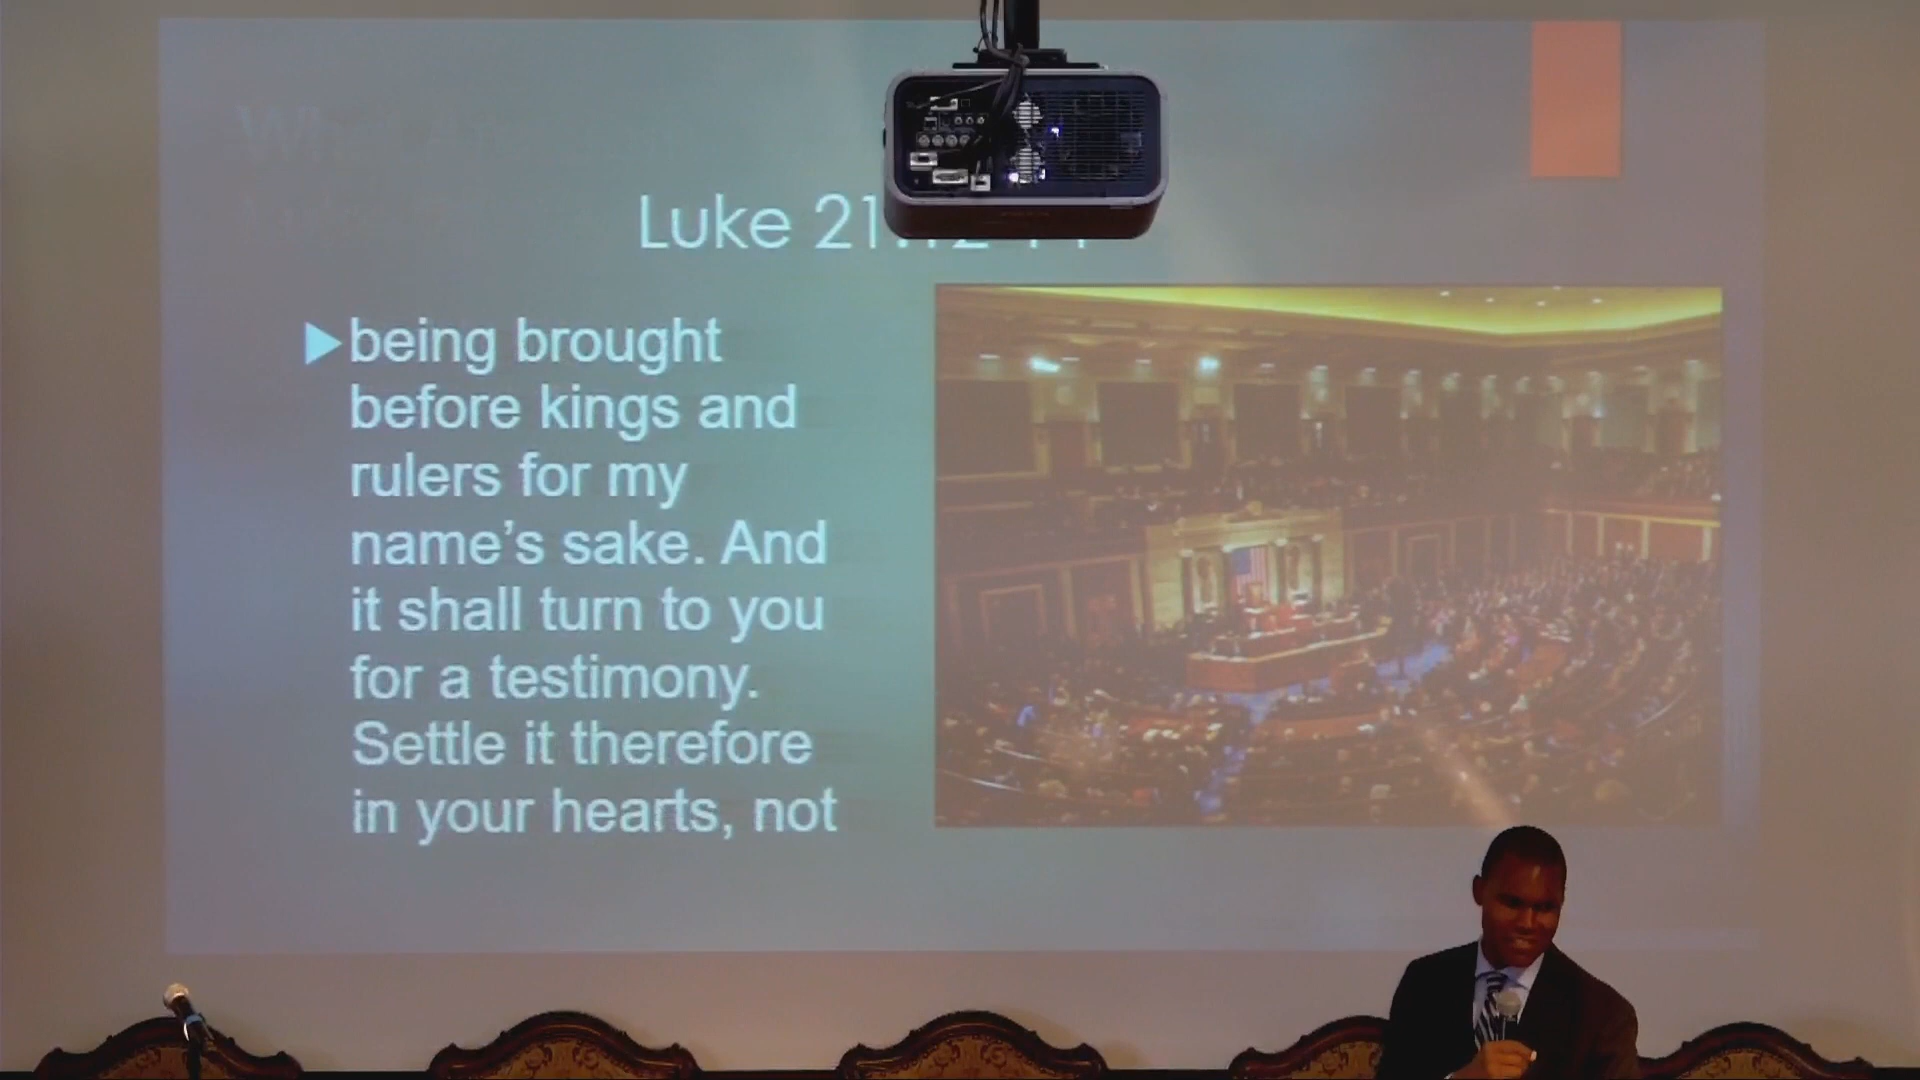 Luke 21
being brought
before kings and
rulers for my
name’s sake. And
it shall turn to you
for a testimony.
Settle it therefore
in your hearts, not